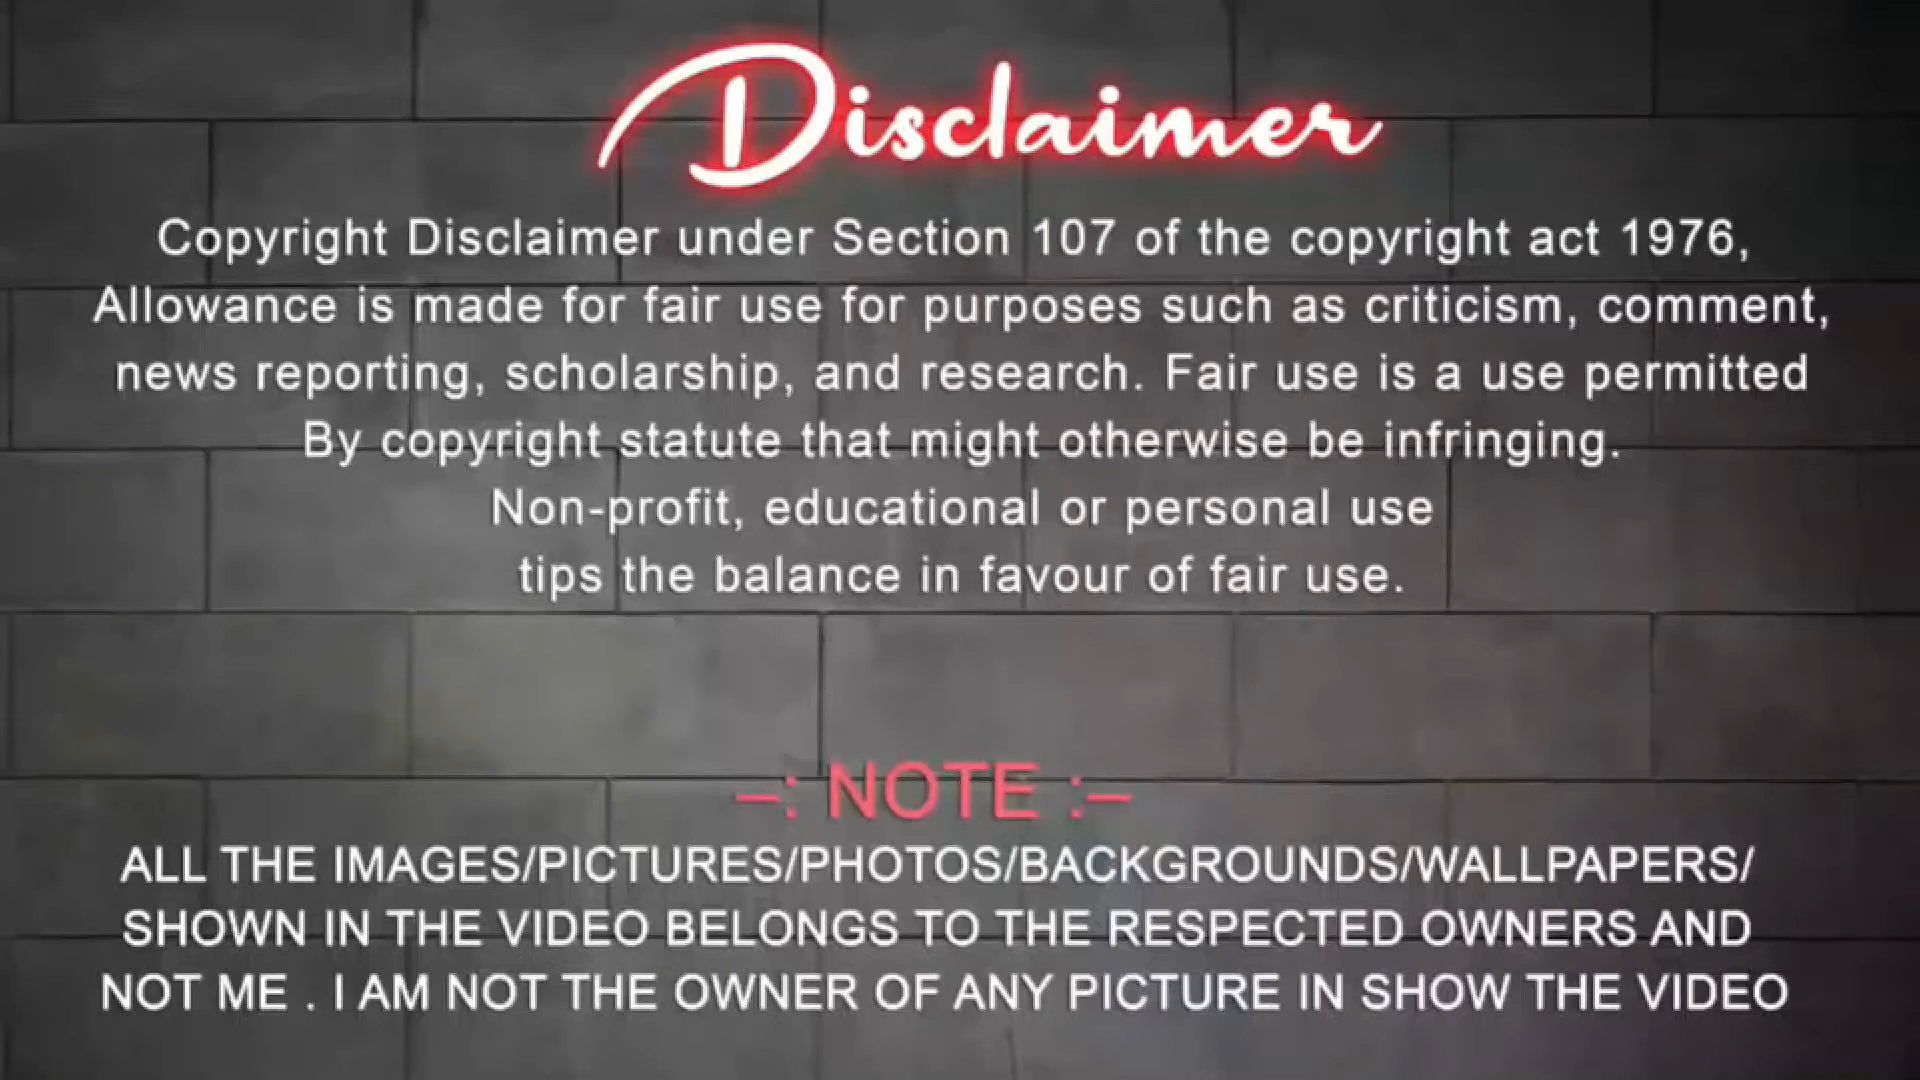 Disclaimer
Copyright Disclaimer under Section 107 of the copyright act 1976,
Allowance is made for fair use for purposes such as criticism, comment,
news reporting, scholarship, and research. Fair use is a use permitted
By copyright statute that might otherwise be infringing.
Non-profit, educational or personal use
tips the balance in favour of fair use.
–: NOTE :–
ALL THE IMAGES/PICTURES/PHOTOS/BACKGROUNDS/WALLPAPERS/
SHOWN IN THE VIDEO BELONGS TO THE RESPECTED OWNERS AND
NOT ME . I AM NOT THE OWNER OF ANY PICTURE IN SHOW THE VIDEO